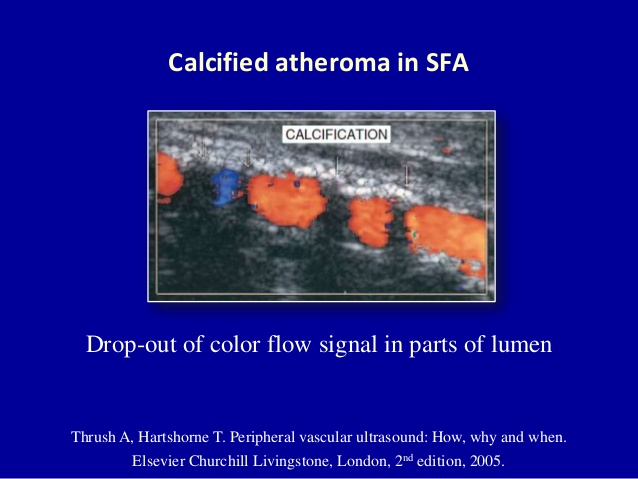 Calcified atheroma in SFA
CALCIFICATION
Drop-out of color flow signal in parts of lumen
Thrush A, Hartshorne T. Peripheral vascular ultrasound: How, why and when.
Elsevier Churchill Livingstone, London, 2nd edition, 2005.